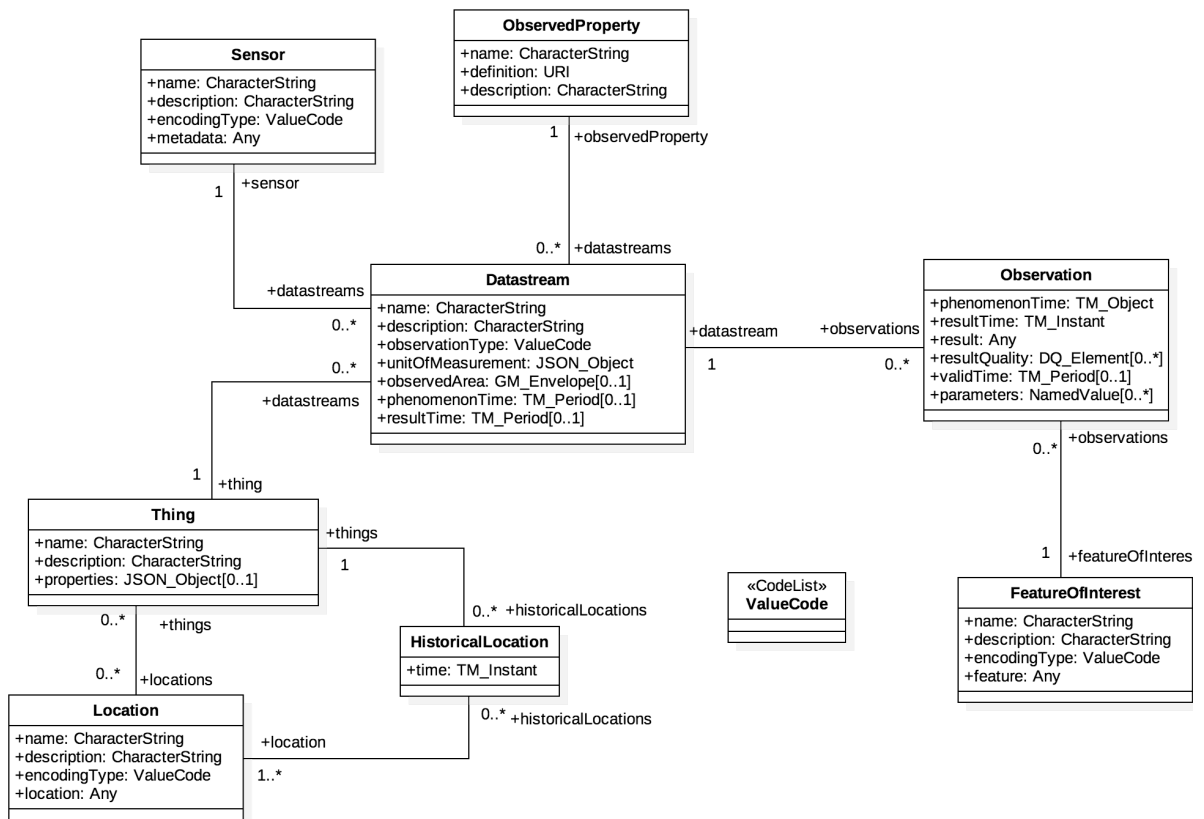 ObservedProperty
+name: CharacterString
+definition: URI
+description: CharacterString
Sensor
+name: CharacterString
+description: CharacterString
+encodingType: ValueCode
+metadata: Any
1
+observedProperty
1
+sensor
0..*
+datastreams
Datastream
+name: CharacterString
+description: CharacterString
+observationType: ValueCode
+unitOfMeasurement: JSON_Object
+observedArea: GM_Envelope[0..1]
+phenomenonTime: TM_Period[0..1]
+resultTime: TM_Period[0..1]
+datastreams
0..*
0..*
+datastreams
+datastream
1
+observations
0..*
Observation
+phenomenonTime: TM_Object
+resultTime: TM_Instant
+result: Any
+resultQuality: DQ_Element[0..*]
+validTime: TM_Period[0..1]
+parameters: NamedValue[0..*]
+observations
0..*
1
+thing
Thing
+name: CharacterString
+description: CharacterString
+properties: JSON_Object[0..1]
+things
1
0..*
+historicalLocations
HistoricalLocation
+time: TM_Instant
0..*
+historicalLocations
«CodeList»
ValueCode
1
+featureOfInteres
FeatureOfInterest
+name: CharacterString
+description: CharacterString
+encodingType: ValueCode
+feature: Any
0..*
+things
0..*
+locations
Location
+name: CharacterString
+description: CharacterString
+encodingType: ValueCode
+location: Any
+location
1..*